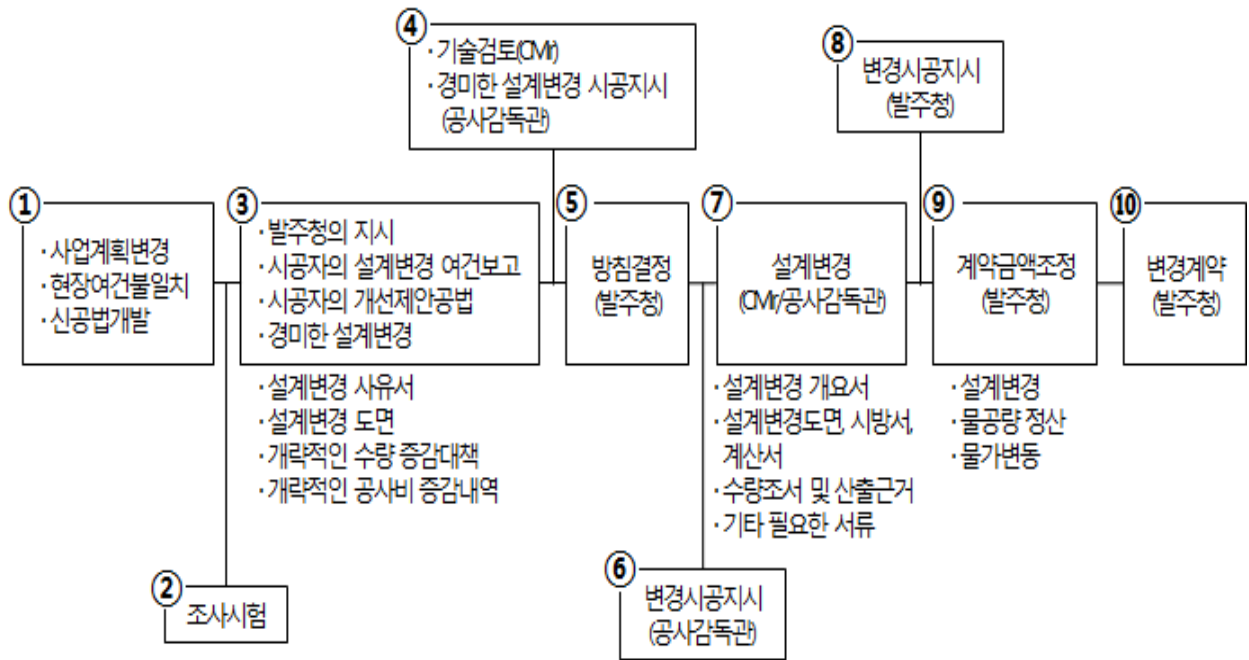 ①
· 사업계획변경
· 현장여건불일치
· 신공법개발
②
조사시험
③
· 발주청의 지시
· 시공자의 설계변경 여건보고
· 시공자의 개선제안공법
· 경미한 설계변경
· 설계변경 사유서
· 설계변경 도면
· 개략적인 수량 증감대책
· 개략적인 공사비 증감내역
④
· 기술검토(CMr)
· 경미한 설계변경 시공지시
(공사감독관)
⑤
방침결정
(발주청)
⑥
변경시공지시
(공사감독관)
⑦
설계변경
(CMr/공사감독관)
· 설계변경 개요서
· 설계변경도면, 시방서,
계산서
· 수량조서 및 산출근거
· 기타 필요한 서류
⑧
변경시공지시
(발주청)
⑨
계약금액조정
(발주청)
· 설계변경
· 물공량 정산
· 물가변동
⑩
변경계약
(발주청)